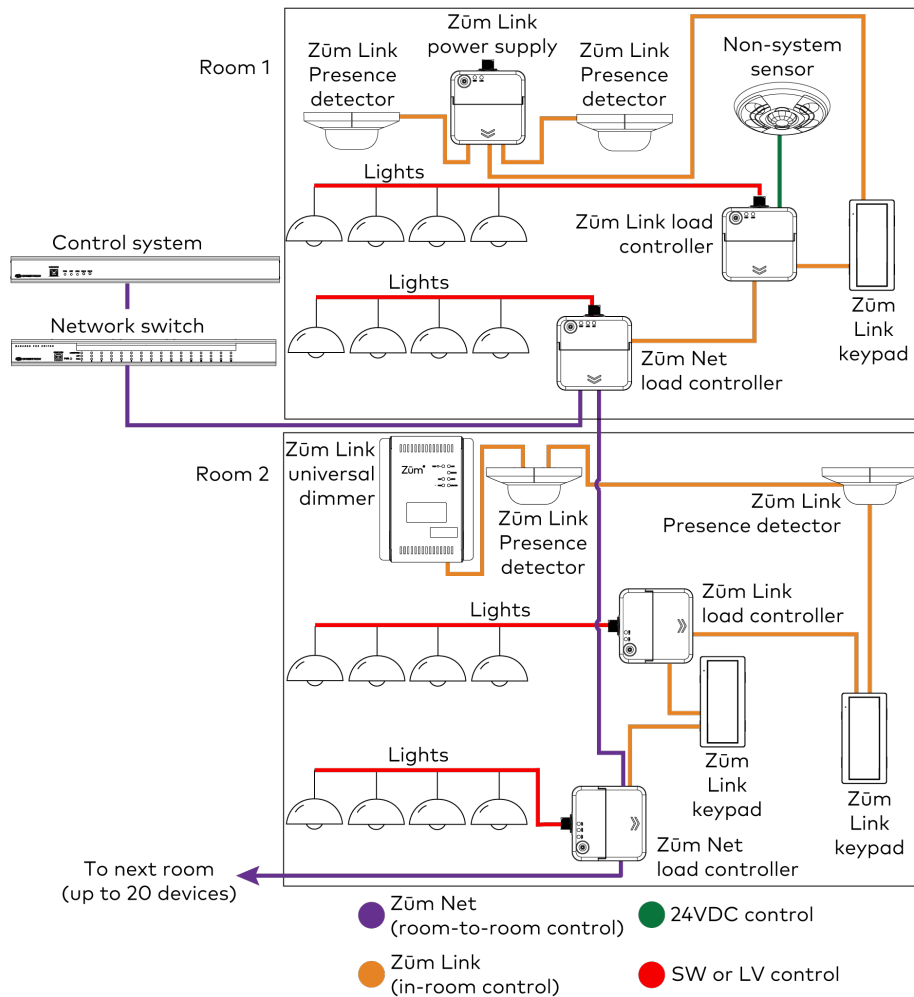 Room 1
Zūm Link
Presence
detector
Zūm Link
power supply
Zūm Link
Presence
detector
Non-system
sensor
Lights
Zūm Link load
controller
Zūm
Link
keypad
Control system
Network switch
Lights
Zūm Net
load controller
Room 2
Zūm Link
universal
dimmer
Zūm
Zūm Link
Presence
detector
Zūm Link
Presence detector
Zūm Link
load controller
Lights
Zūm
Link
keypad
Zūm
Link
keypad
Lights
Zūm Net
load controller
To next room
(up to 20 devices)
Zūm Net
(room-to-room control)
24VDC control
Zūm Link
(in-room control)
SW or LV control